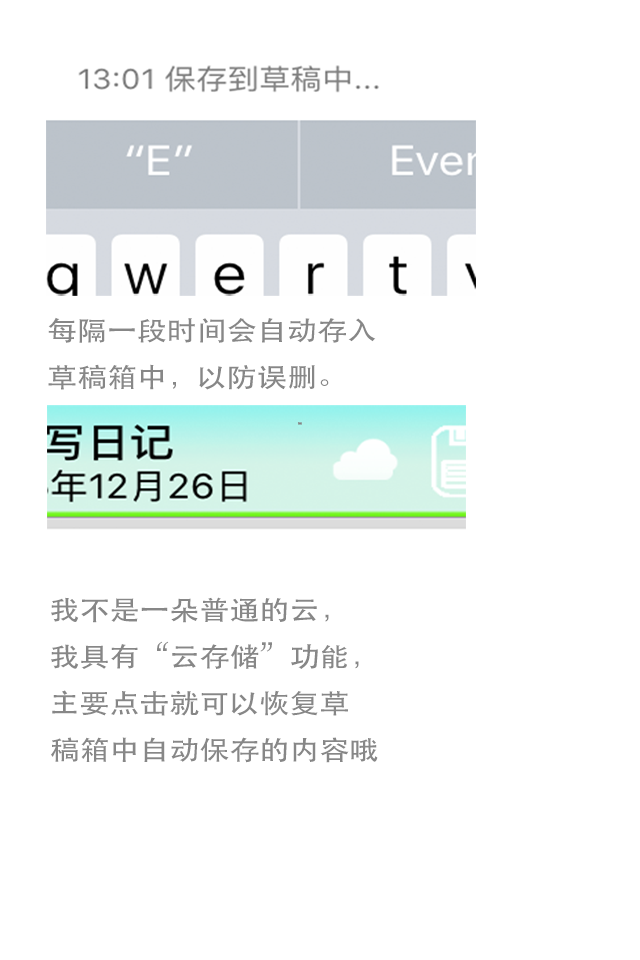 13:01 保存到草稿中...
“E” Ever
q w e r t
每隔一段时间会自动存入
草稿箱中，以防误删。
写日记
年12月26日
我不是一朵普通的云，
我具有“云存储”功能，
主要点击就可以恢复草
稿箱中自动保存的内容哦